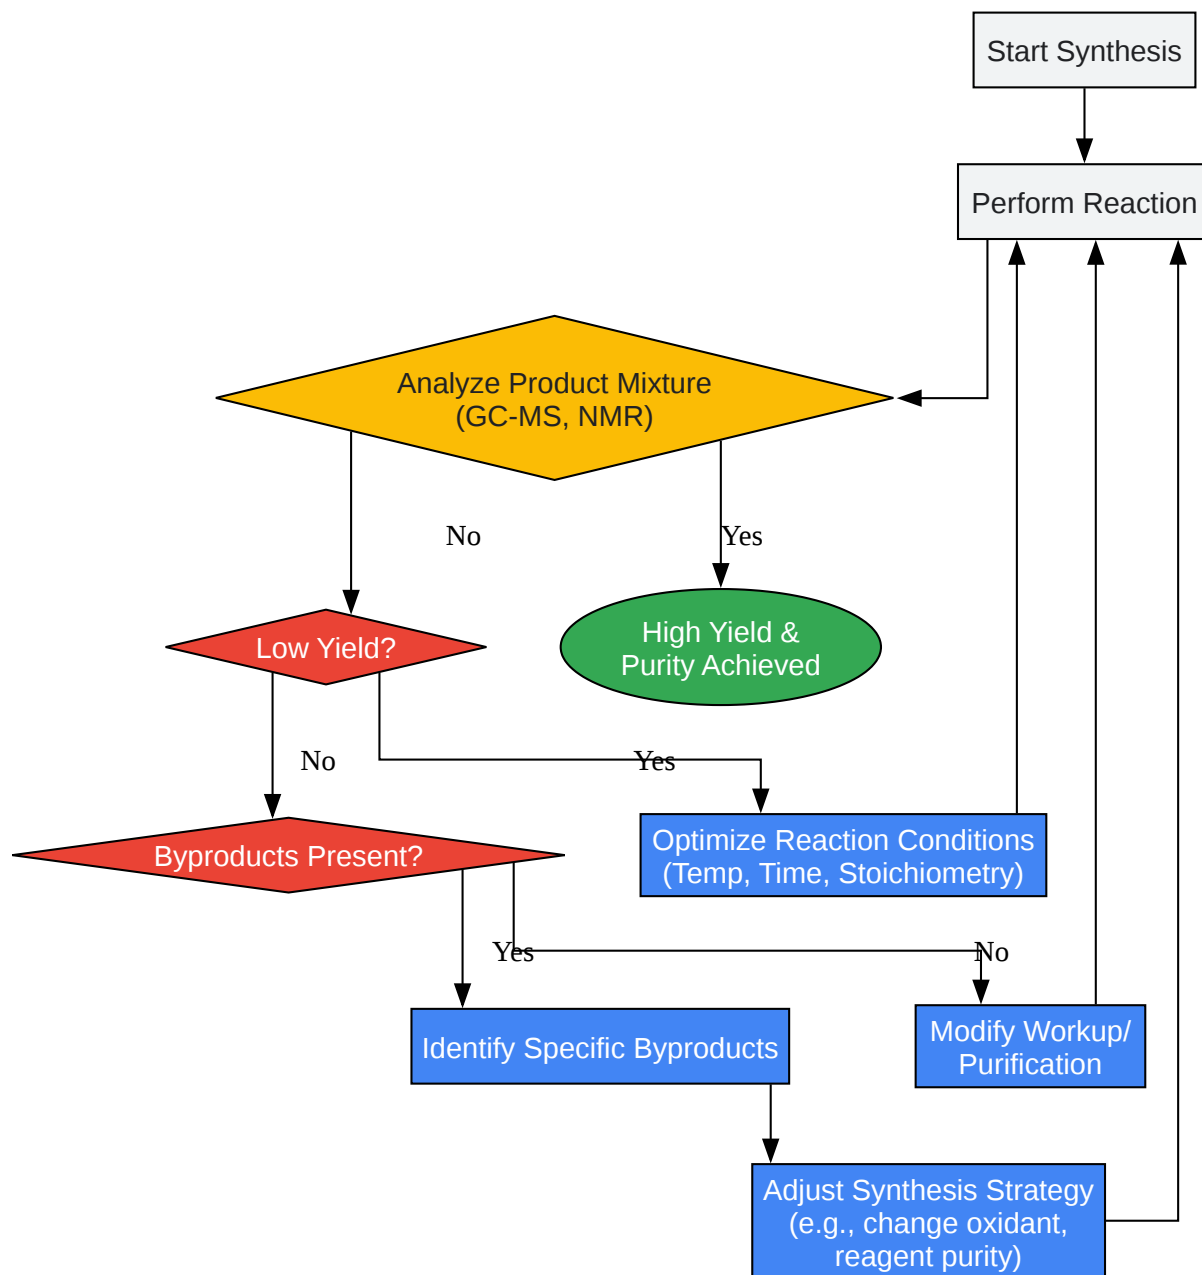 Start Synthesis
Perform Reaction
Analyze Product Mixture
(GC-MS, NMR)
No
Yes
Low Yield?
High Yield &
Purity Achieved
No
Yes
Byproducts Present?
Optimize Reaction Conditions
(Temp, Time, Stoichiometry)
Yes
No
Identify Specific Byproducts
Modify Workup/
Purification
Adjust Synthesis Strategy
(e.g., change oxidant,
reagent purity)